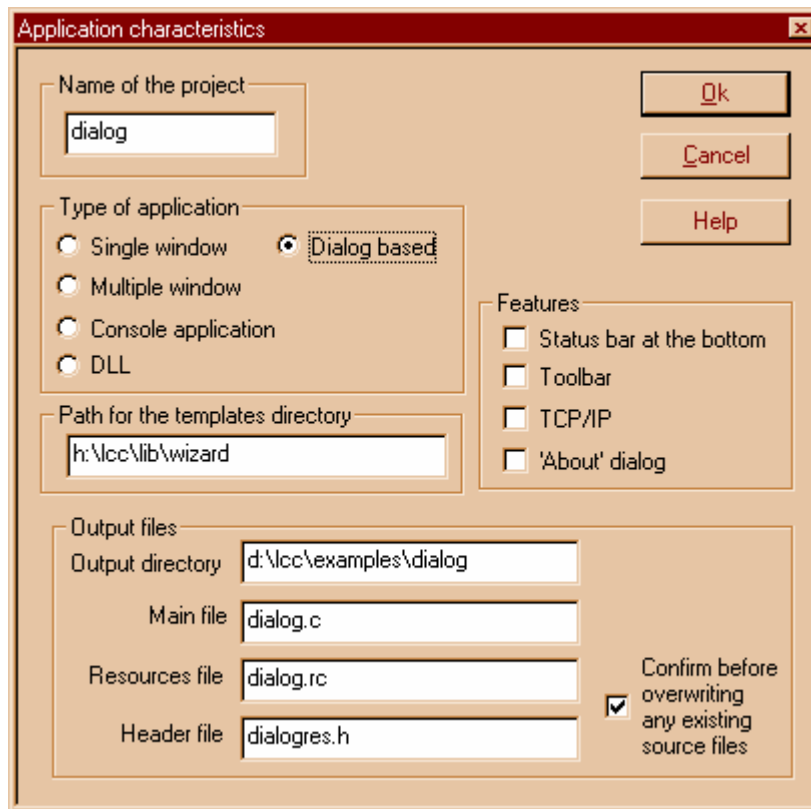 Application characteristics
Name of the project
dialog
Ok
Cancel
Help
Type of application
Single window
Dialog based
Multiple window
Console application
DLL
Features
Status bar at the bottom
Toolbar
TCP/IP
'About' dialog
Path for the templates directory
h:\lcc\lib\wizard
Output files
Output directory
d:\lcc\examples\dialog
Main file
dialog.c
Resources file
dialog.rc
Header file
dialogres.h
Confirm before
overwriting
any existing
source files